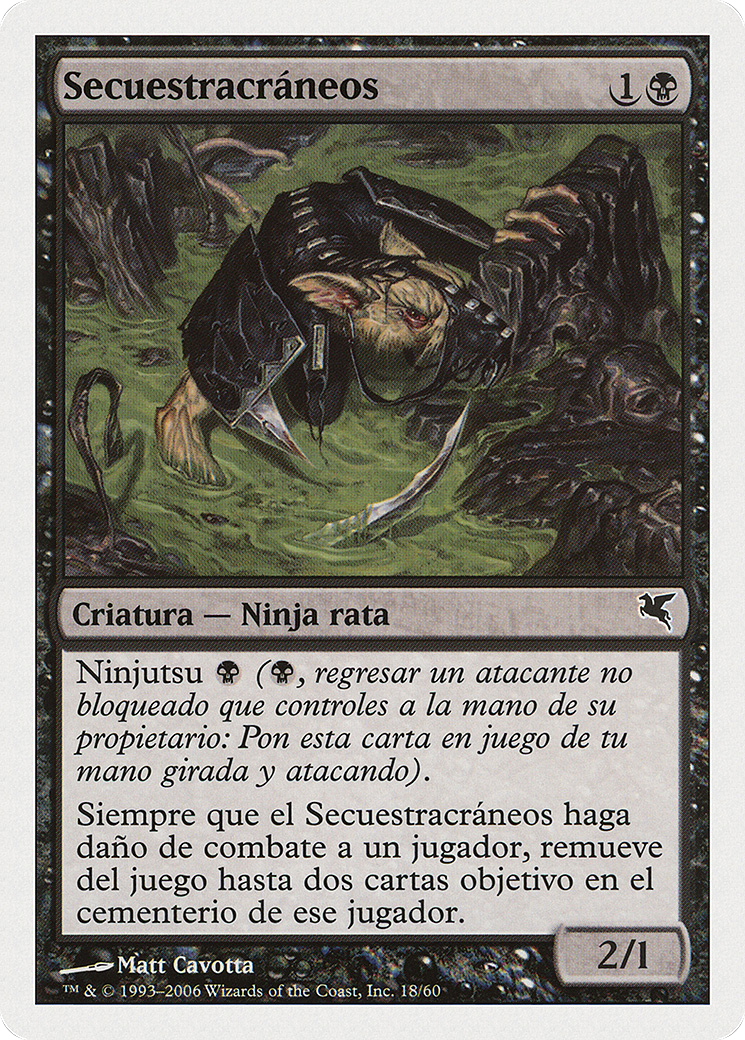 Secuestracráneos 1
Criatura — Ninja rata
Ninjutsu (, regresar un atacante no
bloqueado que controles a la mano de su
propietario: Pon esta carta en juego de tu
mano girada y atacando).
Siempre que el Secuestracráneos haga
daño de combate a un jugador, remueve
del juego hasta dos cartas objetivo en el
cementerio de ese jugador.
2/1
Matt Cavotta
™ & © 1993–2006 Wizards of the Coast, Inc. 18/60